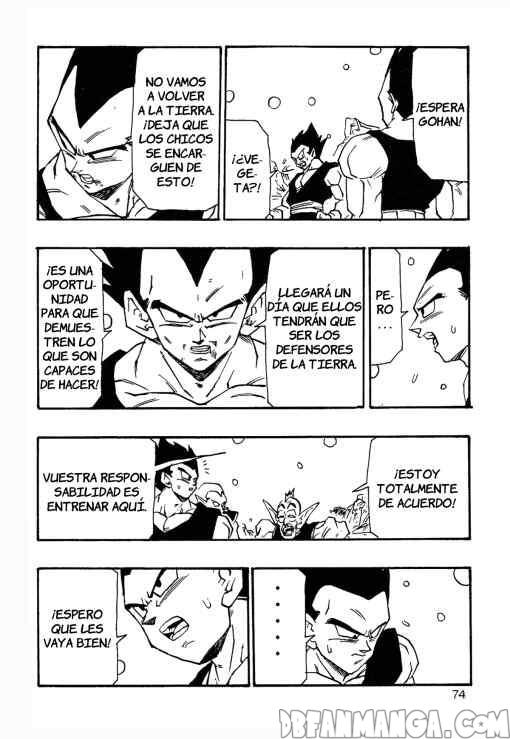 ¡ESPERA
GOHAN!
¡¿VE-
GETA?!
NO VAMOS
A VOLVER
A LA TIERRA.
¡DEJA QUE
LOS CHICOS
SE ENCAR-
GUEN DE
ESTO!
PE-
RO
...
LLEGARÁ UN
DÍA QUE ELLOS
TENDRÁN QUE
SER LOS
DEFENSORES
DE LA TIERRA.
¡ES UNA
OPORTU-
NIDAD
PARA QUE
DEMUES-
TREN LO
QUE SON
CAPACES
DE HACER!
¡ESTOY
TOTALMENTE
DE ACUERDO!
VUESTRA RESPON-
SABILIDAD ES
ENTRENAR AQUÍ.
......
¡ESPERO
QUE LES
VAYA BIEN!
74
DBFANMANGA.COM